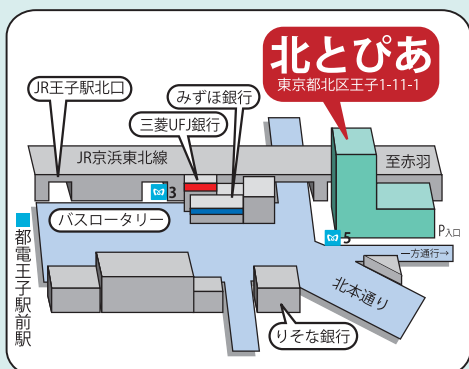 北とぴあ
東京都北区王子1-11-1
JR王子駅北口
みずほ銀行
三菱UFJ銀行
JR京浜東北線
至赤羽
3
バスロータリー
5
P入口
一方通行→
都電王子駅前駅
北本通り
りそな銀行